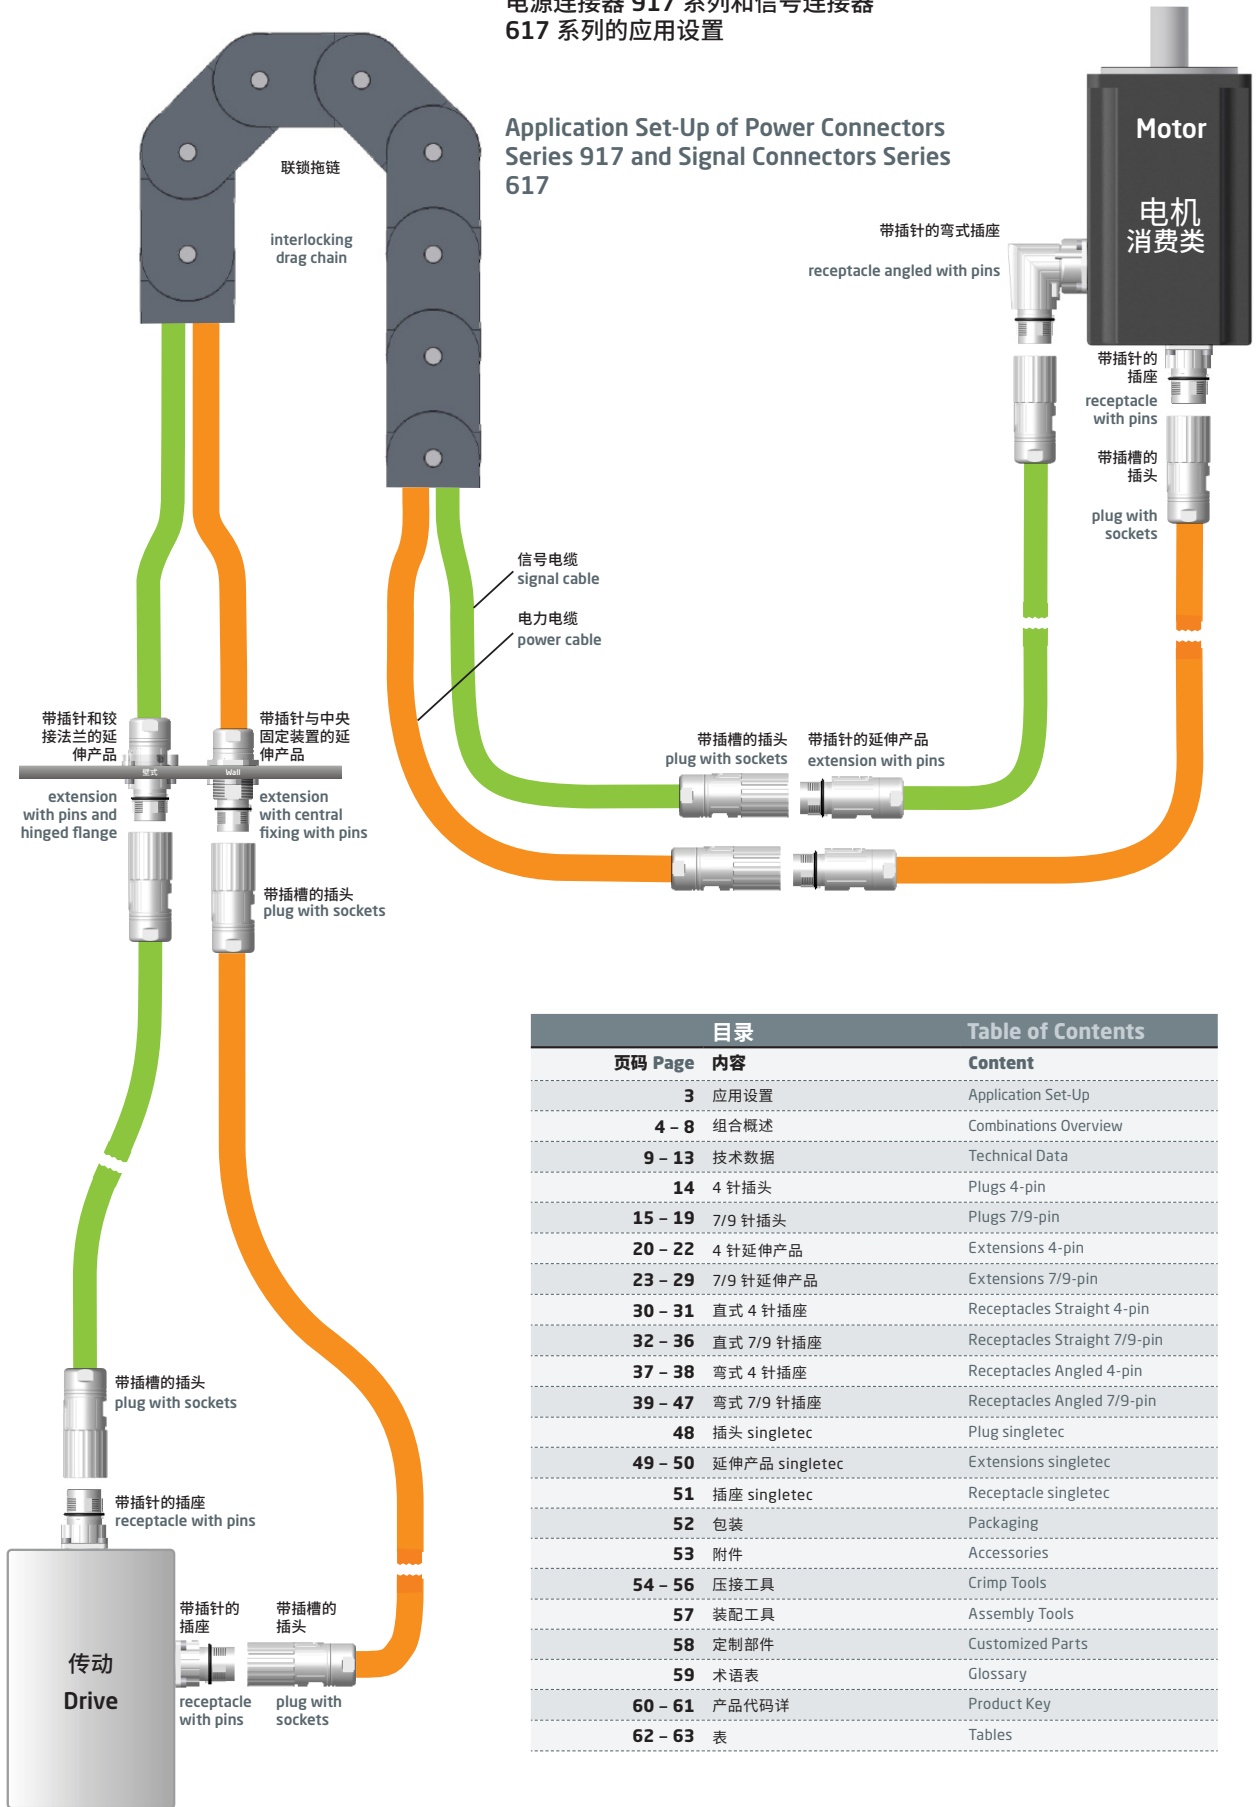 电源连接器 917 系列和信号连接器
617 系列的应用设置
Application Set-Up of Power Connectors
Series 917 and Signal Connectors Series
617
Motor
电机
消费类
联锁拖链
interlocking
drag chain
带插针的弯式插座
receptacle angled with pins
带插针的
插座
receptacle
with pins
带插槽的
插头
plug with
sockets
信号电缆
signal cable
电力电缆
power cable
带插针和铰
接法兰的延
伸产品
壁式
extension
with pins and
hinged flange
带插针与中央
固定装置的延
伸产品
Wall
extension
with central
fixing with pins
带插槽的插头
plug with sockets
带插针的延伸产品
extension with pins
带插槽的插头
plug with sockets
带插槽的插头
plug with sockets
带插针的插座
receptacle with pins
传动
Drive
带插针的
插座
receptacle
with pins
带插槽的
插头
plug with
sockets
目录 Table of Contents
页码 Page 内容 Content
3 应用设置 Application Set-Up
4 – 8 组合概述 Combinations Overview
9 – 13 技术数据 Technical Data
14 4 针插头 Plugs 4-pin
15 – 19 7/9 针插头 Plugs 7/9-pin
20 – 22 4 针延伸产品 Extensions 4-pin
23 – 29 7/9 针延伸产品 Extensions 7/9-pin
30 – 31 直式 4 针插座 Receptacles Straight 4-pin
32 – 36 直式 7/9 针插座 Receptacles Straight 7/9-pin
37 – 38 弯式 4 针插座 Receptacles Angled 4-pin
39 – 47 弯式 7/9 针插座 Receptacles Angled 7/9-pin
48 插头 singletec Plug singletec
49 – 50 延伸产品 singletec Extensions singletec
51 插座 singletec Receptacle singletec
52 包装 Packaging
53 附件 Accessories
54 – 56 压接工具 Crimp Tools
57 装配工具 Assembly Tools
58 定制部件 Customized Parts
59 术语表 Glossary
60 – 61 产品代码详 Product Key
62 – 63 表 Tables